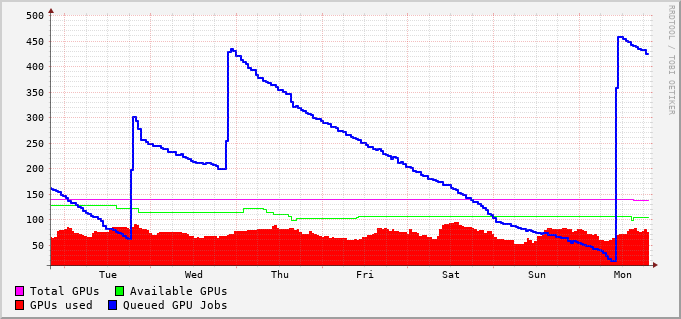 500
450
400
350
300
250
200
150
100
50
Tue Wed Thu Fri Sat Sun Mon
Total GPUs Available GPUs
GPUs used Queued GPU Jobs
RRDTOOL / TOBI OETIKER